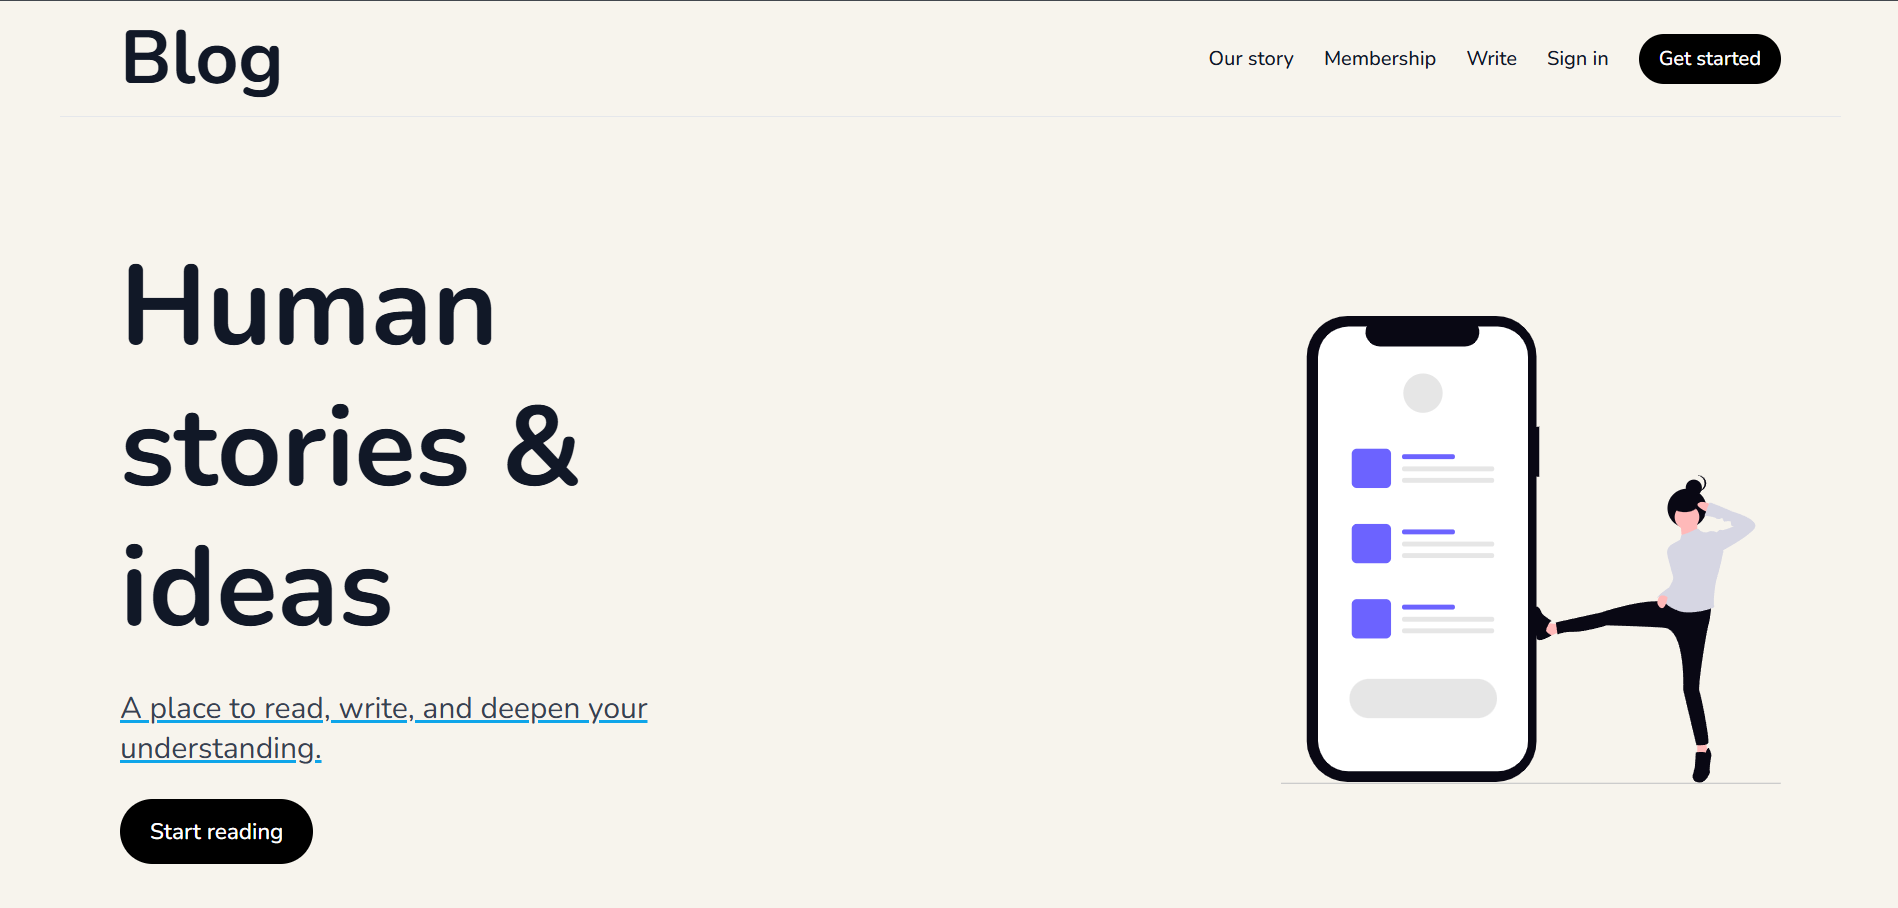 Blog
Our story Membership Write Sign in Get started
Human
stories &
ideas
A place to read, write, and deepen your
understanding.
Start reading